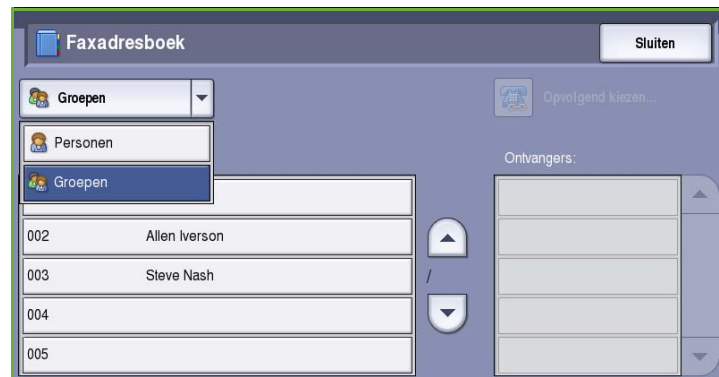 Faxadresboek
Sluiten
Groepen
Opvolgend kiezen...
Personen
Groepen
Ontvangers:
002 Allen Iverson
003 Steve Nash
/
004
005